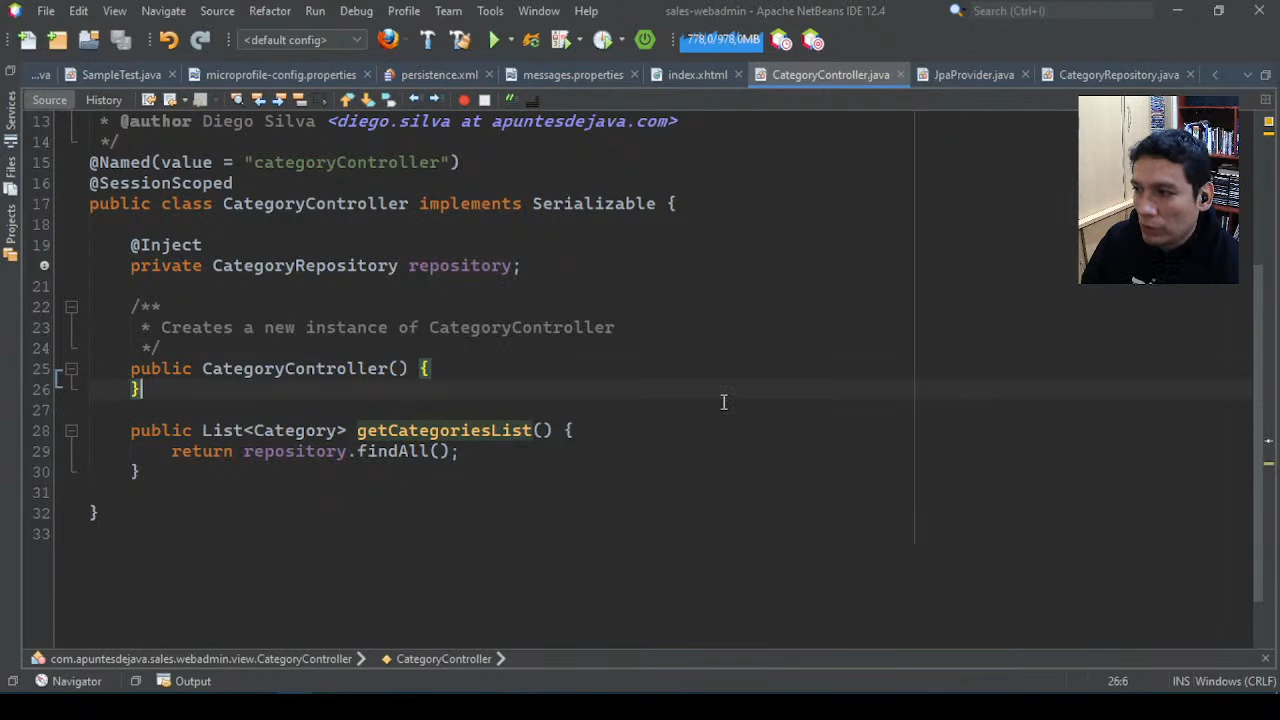 File Edit View Navigate Source Refactor Run Debug Profile Team Tools Window Help sales-webadmin - Apache NetBeans IDE 12.4 Search (Ctrl+I)
<default config> 778,0/978,0MB
...va SampleTest.java microprofile-config.properties persistence.xml messages.properties index.xhtml CategoryController.java JpaProvider.java CategoryRepository.java
Source History
Services
Files
Projects
13 * @author Diego Silva <diego.silva at apuntesdejava.com>
14 */
15 @Named(value = "categoryController")
16 @SessionScoped
17 public class CategoryController implements Serializable {
18
19 @Inject
private CategoryRepository repository;
21
22 /**
23 * Creates a new instance of CategoryController
24 */
25 public CategoryController() {
26 }
27
28 public List<Category> getCategoriesList() {
29 return repository.findAll();
30 }
31
32 }
33
com.apuntesdejava.sales.webadmin.view.CategoryController CategoryController
Navigator Output 26:6 INS Windows (CRLF)